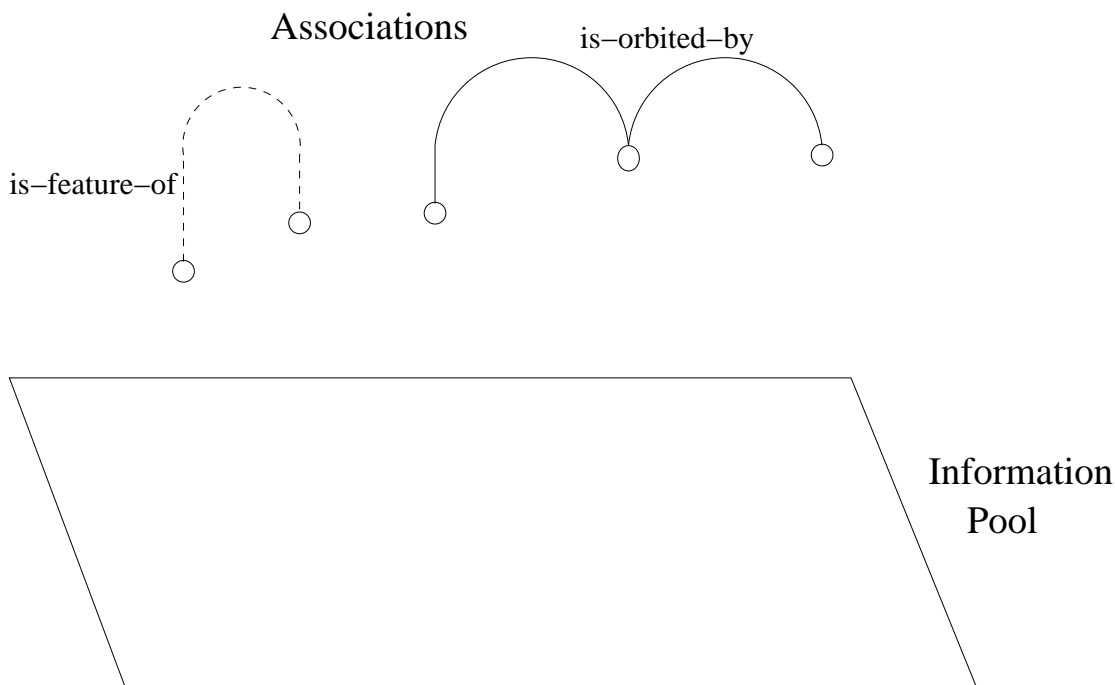 Associations
is−orbited−by
is−feature−of
Information
Pool